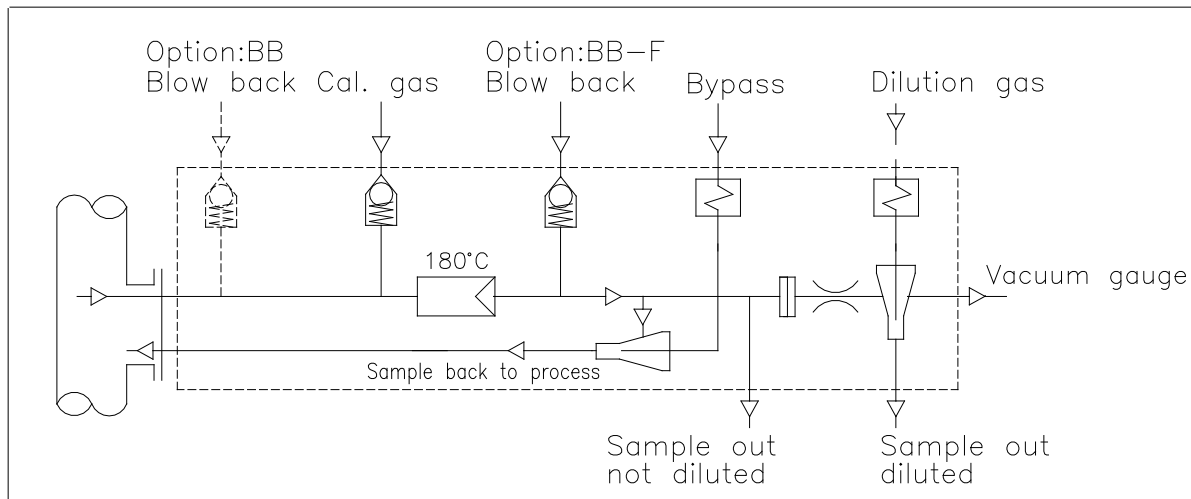 Option:BB
Blow back
Cal. gas
Option:BB-F
Blow back
Bypass
Dilution gas
180°C
Vacuum gauge
Sample back to process
Sample out
not diluted
Sample out
diluted